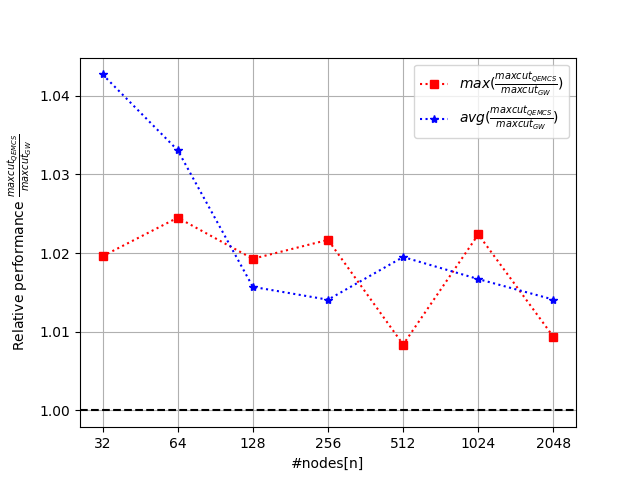 max(maxcut_QEMCS/maxcut_GW)
avg(maxcut_QEMCS/maxcut_GW)
Relative performance maxcut_QEMCS/maxcut_GW
1.04
1.03
1.02
1.01
1.00
32 64 128 256 512 1024 2048
#nodes[n]